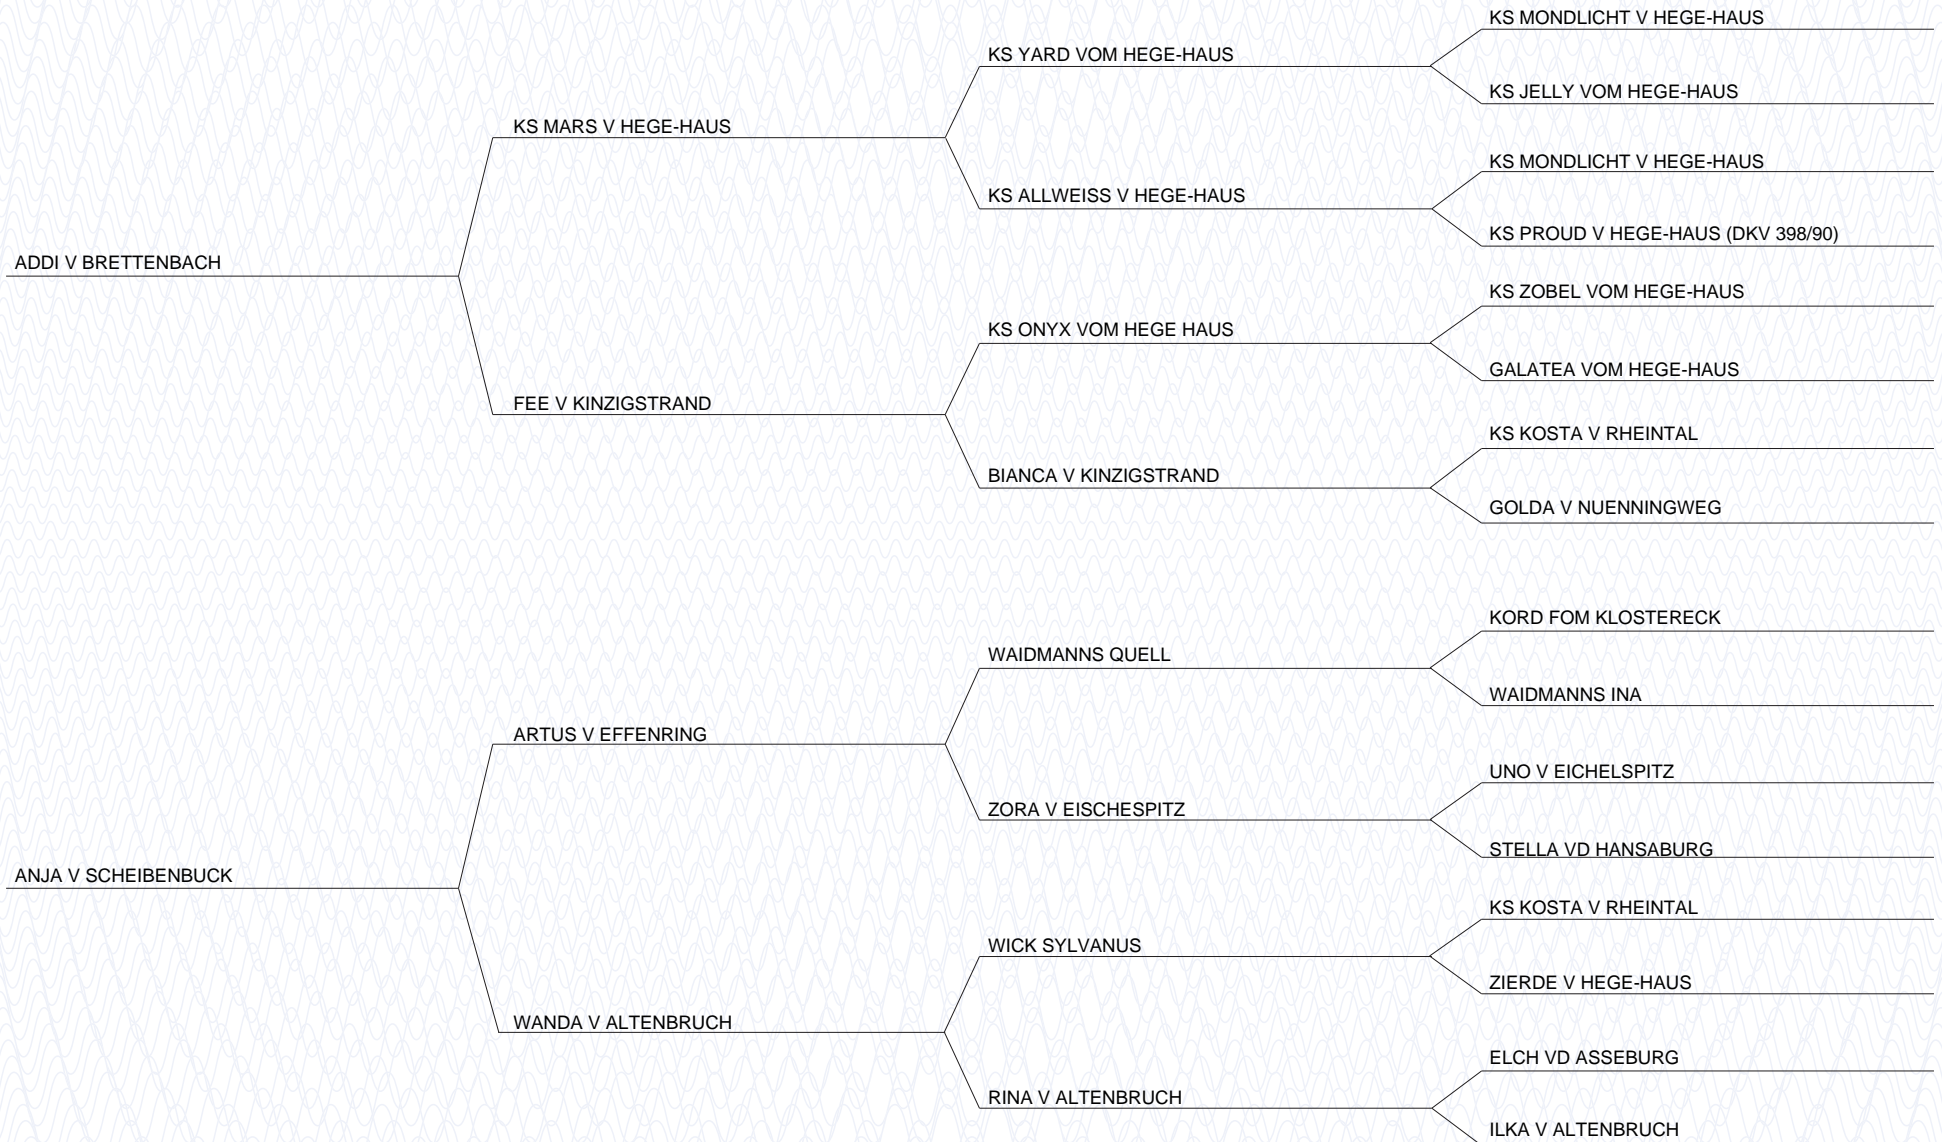 KS MONDLICHT V HEGE-HAUS
KS YARD VOM HEGE-HAUS
KS JELLY VOM HEGE-HAUS
KS MARS V HEGE-HAUS
KS MONDLICHT V HEGE-HAUS
KS ALLWEISS V HEGE-HAUS
KS PROUD V HEGE-HAUS (DKV 398/90)
ADDI V BRETTENBACH
KS ZOBEL VOM HEGE-HAUS
KS ONYX VOM HEGE HAUS
GALATEA VOM HEGE-HAUS
FEE V KINZIGSTRAND
KS KOSTA V RHEINTAL
BIANCA V KINZIGSTRAND
GOLDA V NUENNINGWEG
KORD FOM KLOSTERECK
WAIDMANNS QUELL
WAIDMANNS INA
ARTUS V EFFENRING
UNO V EICHELSPITZ
ZORA V EISCHESPITZ
STELLA VD HANSABURG
ANJA V SCHEIBENBUCK
KS KOSTA V RHEINTAL
WICK SYLVANUS
ZIERDE V HEGE-HAUS
WANDA V ALTENBRUCH
ELCH VD ASSEBURG
RINA V ALTENBRUCH
ILKA V ALTENBRUCH